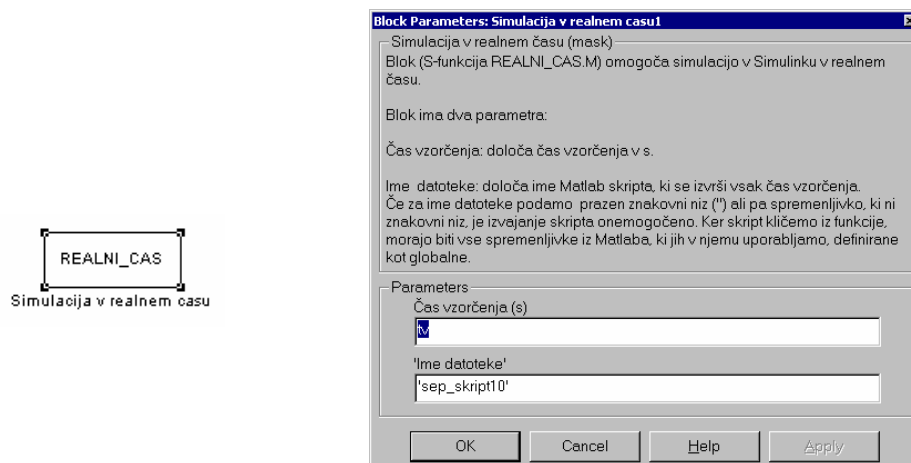 REALNI_CAS
Simulacija v realnem casu
Block Parameters: Simulacija v realnem casu1
Simulacija v realnem času (mask)
Blok (S-funkcija REALNI_CAS.M) omogoča simulacijo v Simulinku v realnem
času.
Blok ima dva parametra:
Čas vzorčenja: določa čas vzorčenja v s.
Ime datoteke: določa ime Matlab skripta, ki se izvrši vsak čas vzorčenja.
Če za ime datoteke podamo prazen znakovni niz ('') ali pa spremenljivko, ki ni
znakovni niz, je izvajanje skripta onemogočeno. Ker skript kličemo iz funkcije,
morajo biti vse spremenljivke iz Matlaba, ki jih v njemu uporabljamo, definirane
kot globalne.
Parameters
Čas vzorčenja (s)
tv
'Ime datoteke'
'sep_skript10'
OK Cancel Help Apply